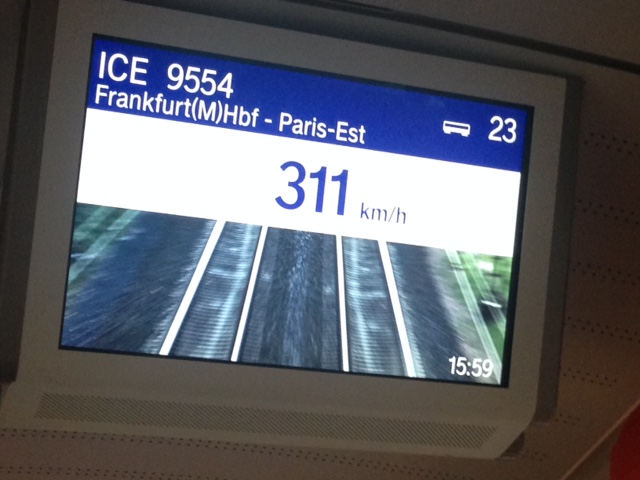 ICE 9554
Frankfurt(M)Hbf - Paris-Est
23
311 km/h
15:59